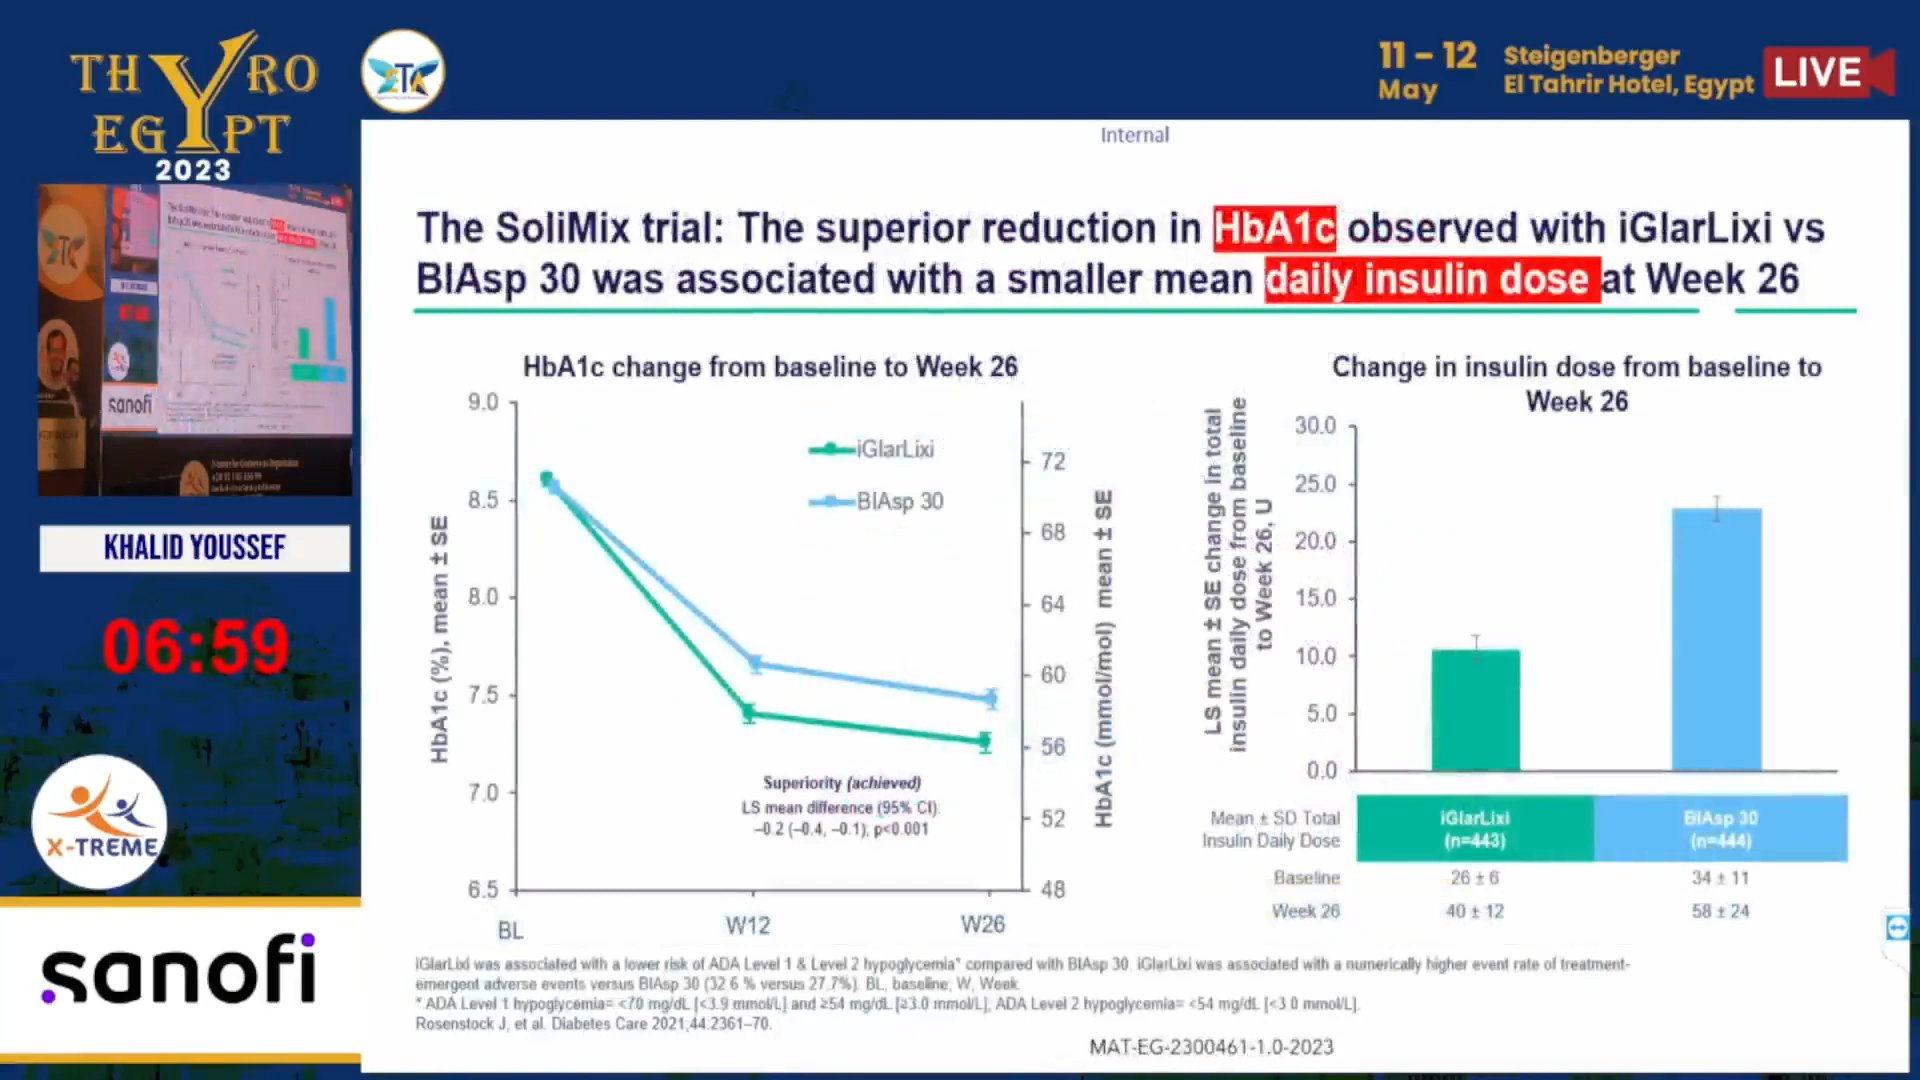 THYRO
EGYPT
2023
ETA
11 – 12
May
Steigenberger
El Tahrir Hotel, Egypt
LIVE
Internal
The SoliMix trial: The superior reduction in HbA1c observed with iGlarLixi vs
BIAsp 30 was associated with a smaller mean daily insulin dose at Week 26
HbA1c change from baseline to Week 26
9.0
8.5
8.0
7.5
7.0
6.5
HbA1c (%), mean ± SE
iGlarLixi
BIAsp 30
72
68
64
60
56
52
48
HbA1c (mmol/mol) mean ± SE
Superiority (achieved)
LS mean difference (95% CI):
–0.2 (–0.4, –0.1); p<0.001
BL
W12
W26
Change in insulin dose from baseline to
Week 26
LS mean ± SE change in total
insulin daily dose from baseline
to Week 26, U
30.0
25.0
20.0
15.0
10.0
5.0
0.0
Mean ± SD Total
Insulin Daily Dose
iGlarLixi
(n=443)
BIAsp 30
(n=444)
Baseline
26 ± 6
34 ± 11
Week 26
40 ± 12
58 ± 24
iGlarLixi was associated with a lower risk of ADA Level 1 & Level 2 hypoglycemia* compared with BIAsp 30. iGlarLixi was associated with a numerically higher event rate of treatment-
emergent adverse events versus BIAsp 30 (32.6 % versus 27.7%). BL, baseline; W, Week
* ADA Level 1 hypoglycemia= <70 mg/dL [<3.9 mmol/L] and ≥54 mg/dL [≥3.0 mmol/L]; ADA Level 2 hypoglycemia= <54 mg/dL [<3.0 mmol/L].
Rosenstock J, et al. Diabetes Care 2021;44:2361–70.
MAT-EG-2300461-1.0-2023
sanofi
KHALID YOUSSEF
06:59
X-TREME
sanofi